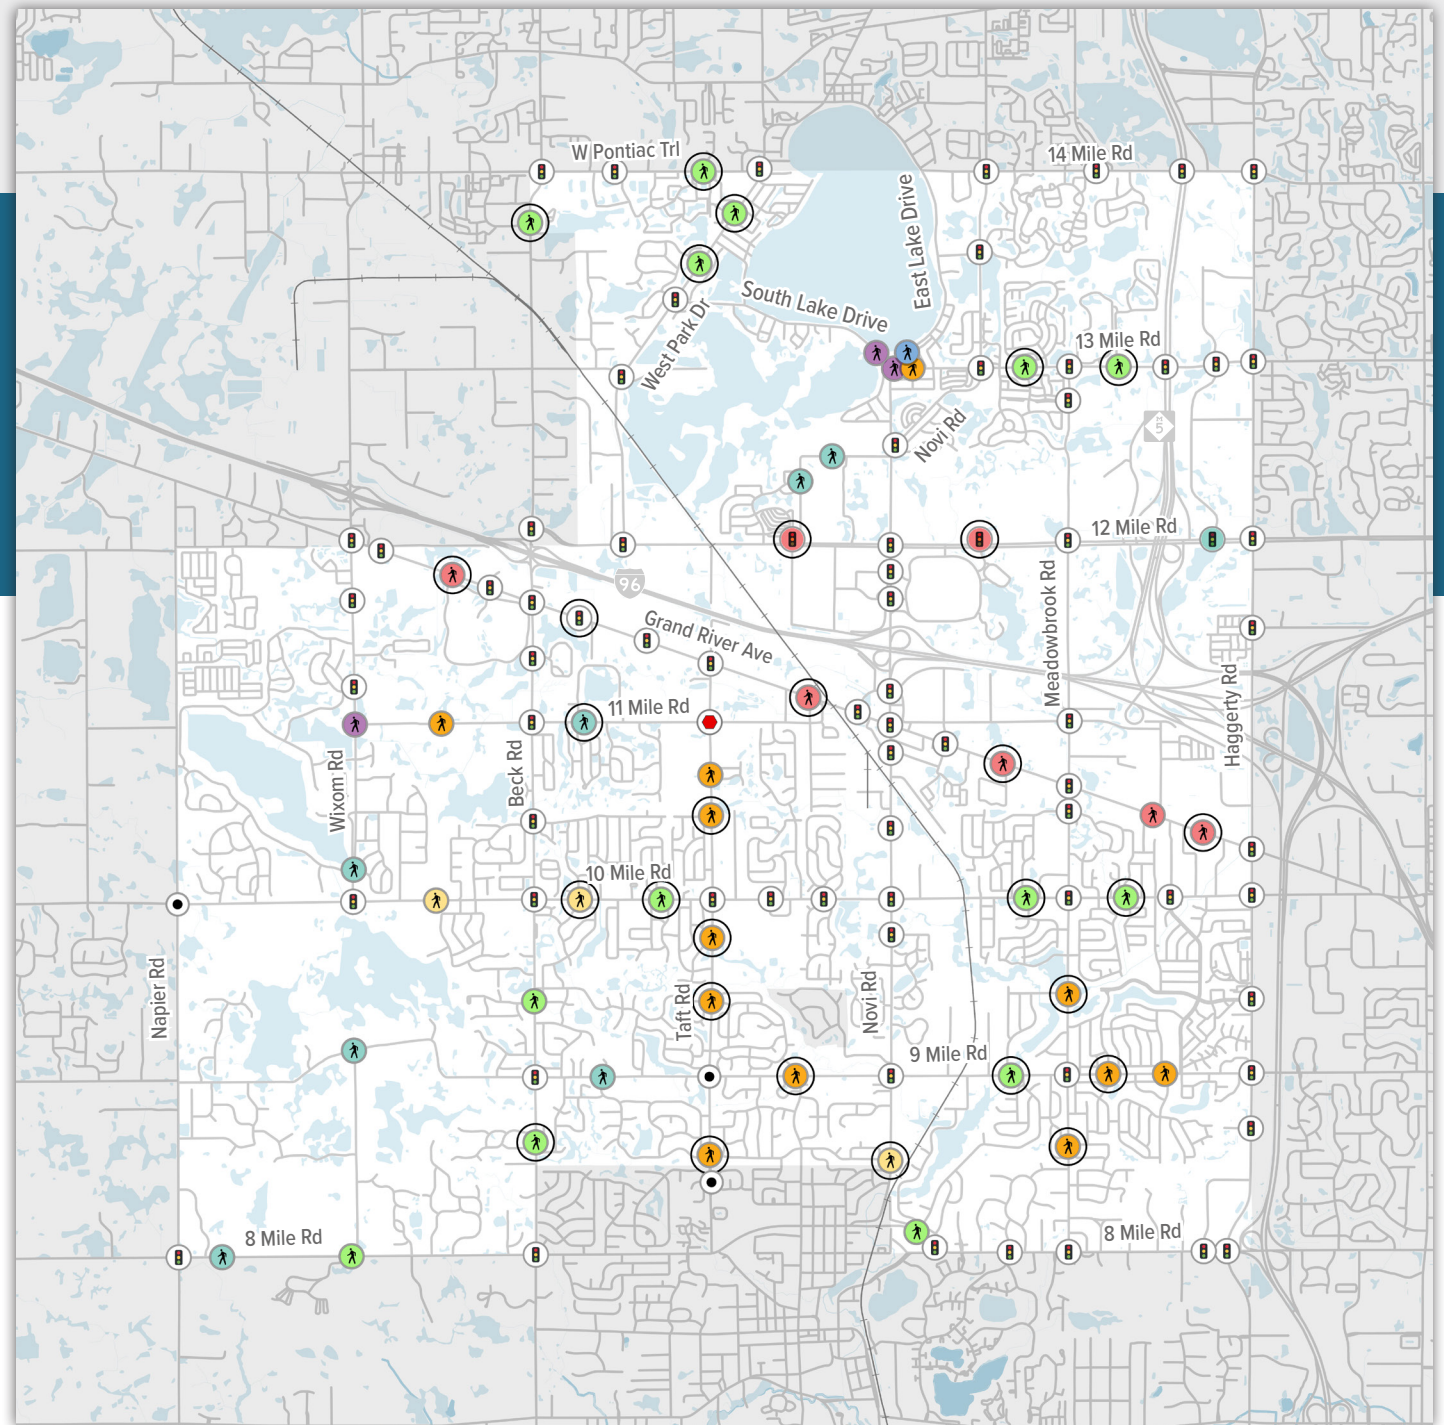 W Pontiac Trl
14 Mile Rd
East Lake Drive
South Lake Drive
West Park Dr
13 Mile Rd
Novi Rd
M
5
12 Mile Rd
96
Meadowbrook Rd
Grand River Ave
Haggerty Rd
11 Mile Rd
Beck Rd
Wixom Rd
10 Mile Rd
Napier Rd
Taft Rd
Novi Rd
9 Mile Rd
8 Mile Rd
8 Mile Rd